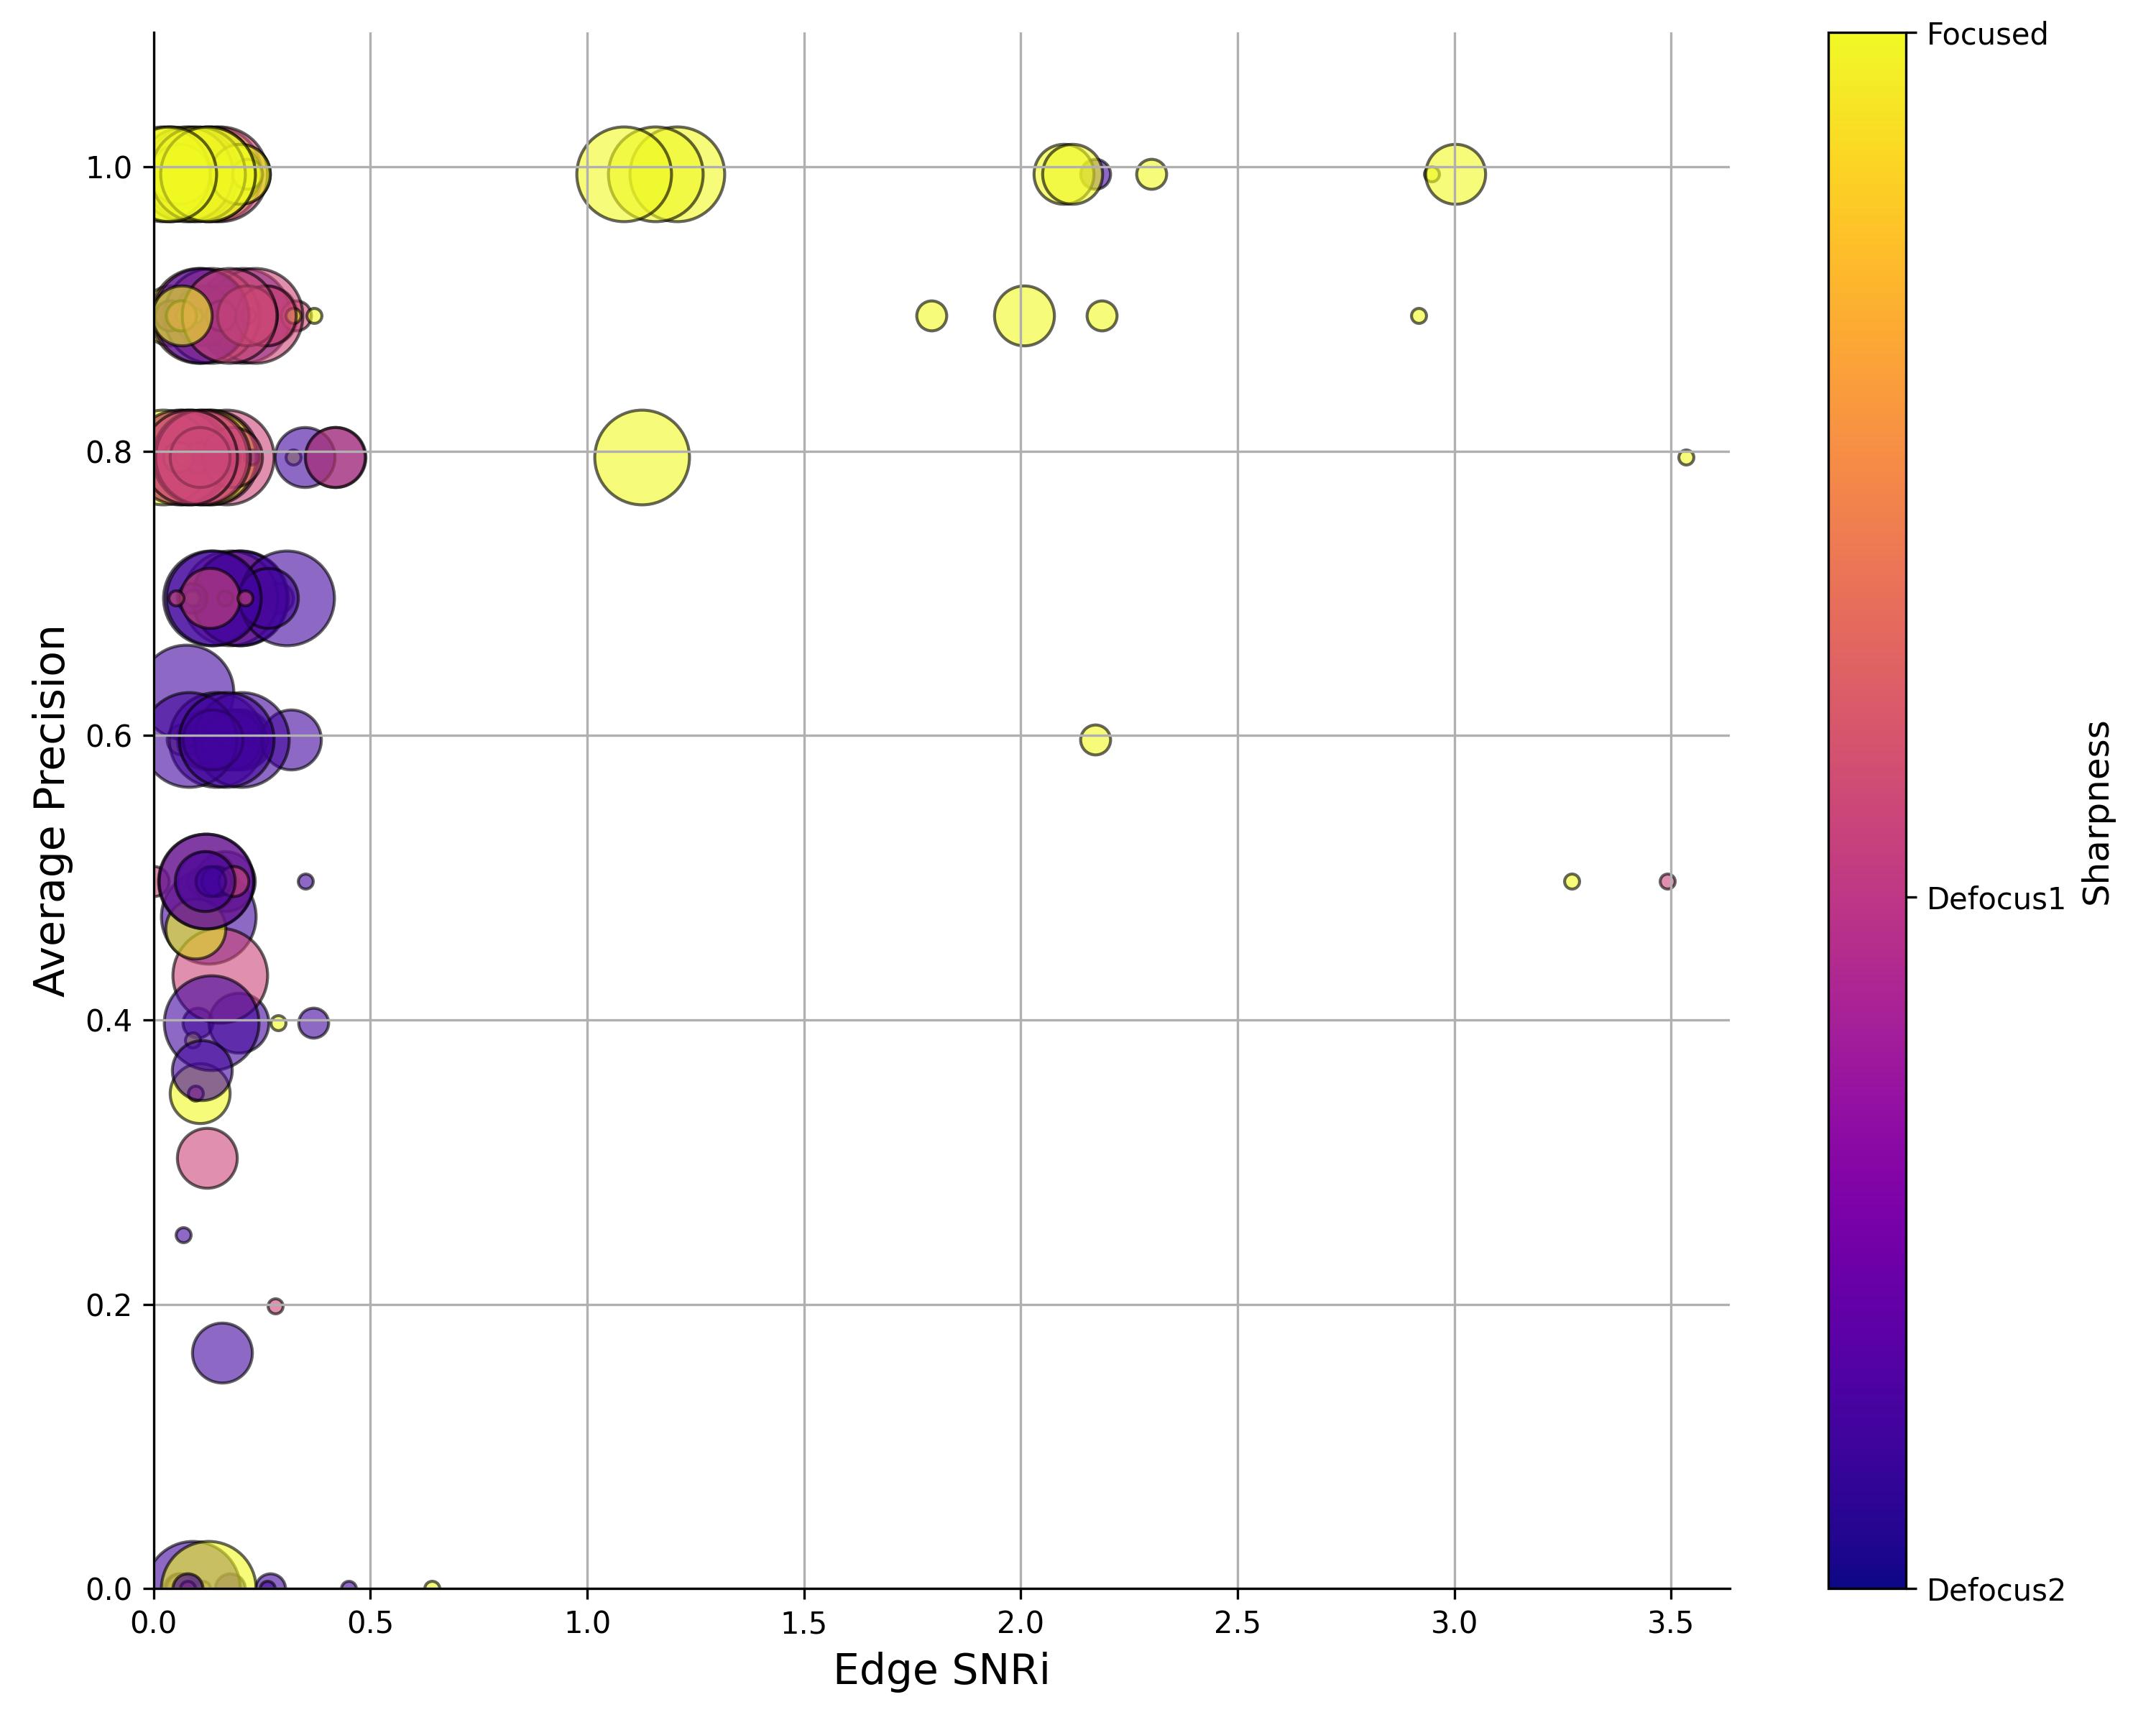 Average Precision
1.0
0.8
0.6
0.4
0.2
0.0
0.0 0.5 1.0 1.5 2.0 2.5 3.0 3.5
Edge SNRi
Focused
Defocus1
Defocus2
Sharpness